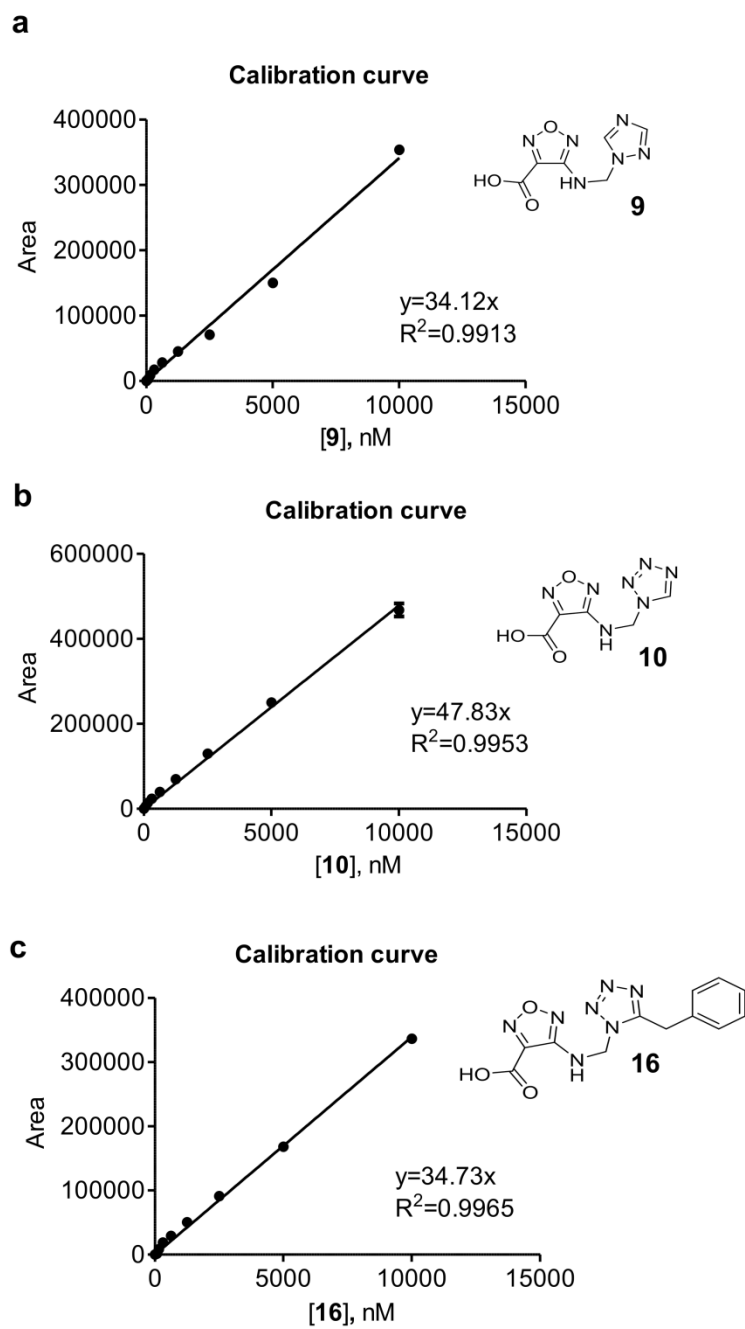 a
Calibration curve
400000
300000
200000
100000
0
Area
0 5000 10000 15000
[9], nM
y=34.12x
R²=0.9913
O
N N
HO
O
HN
N
N
N
9
b
Calibration curve
600000
400000
200000
0
Area
0 5000 10000 15000
[10], nM
y=47.83x
R²=0.9953
O
N N
HO
O
N
H
N N
N
N
10
c
Calibration curve
400000
300000
200000
100000
0
Area
0 5000 10000 15000
[16], nM
y=34.73x
R²=0.9965
O
N N
HO
O
N
H
N N
N
N
16